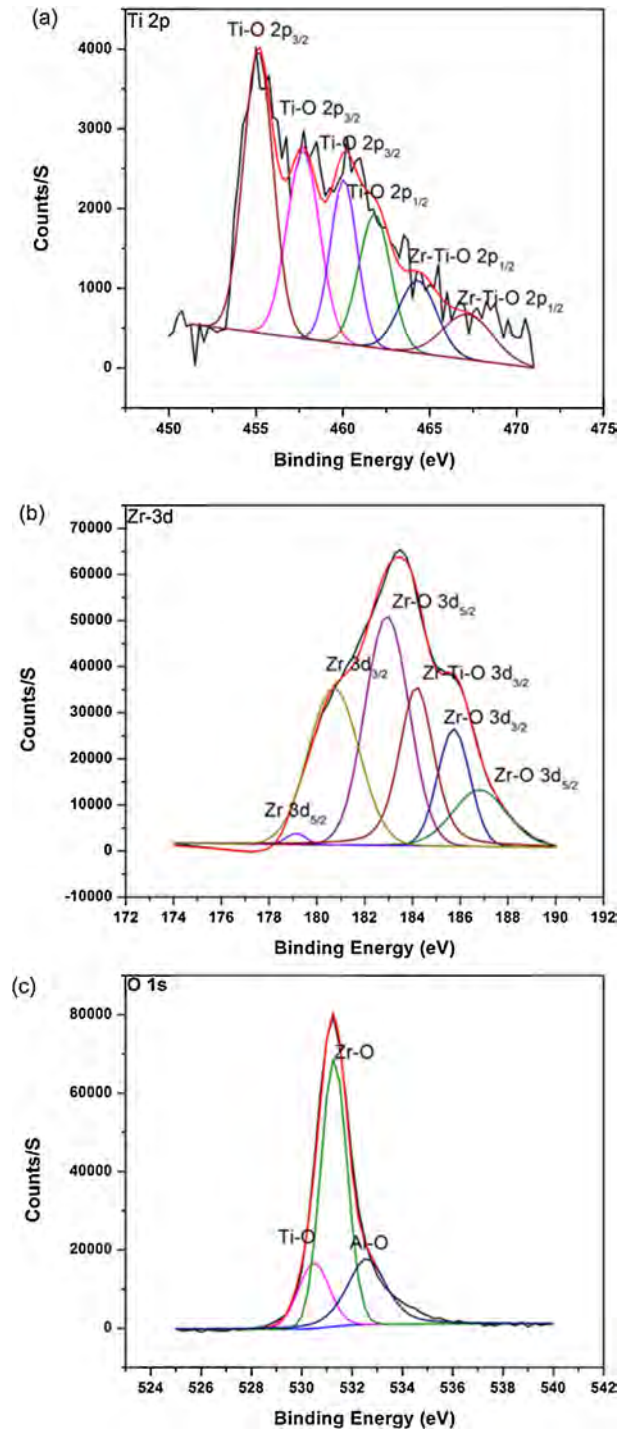 (a)
Ti 2p
Ti-O 2p3/2
Ti-O 2p3/2
Ti-O 2p3/2
Ti-O 2p1/2
Zr-Ti-O 2p1/2
Zr-Ti-O 2p1/2
4000
3000
2000
1000
0
Counts/S
450 455 460 465 470 475
Binding Energy (eV)
(b)
Zr-3d
70000
60000
50000
40000
30000
20000
10000
0
-10000
Counts/S
Zr-O 3d5/2
Zr 3d3/2
Zr-Ti-O 3d3/2
Zr-O 3d3/2
Zr-O 3d5/2
Zr 3d5/2
172 174 176 178 180 182 184 186 188 190 192
Binding Energy (eV)
(c)
O 1s
80000
60000
40000
20000
0
Counts/S
Zr-O
Ti-O
Al-O
524 526 528 530 532 534 536 538 540 542
Binding Energy (eV)